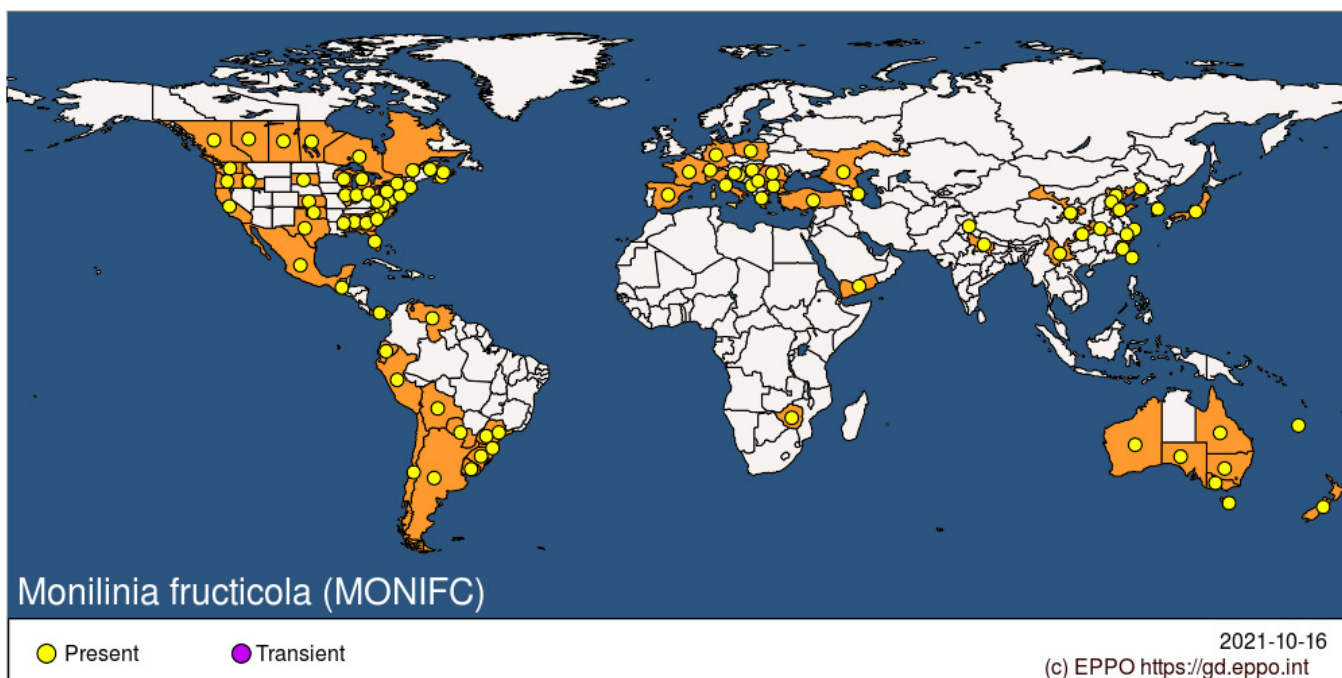 Monilinia fructicola (MONIFC)
Present
Transient
2021-10-16
(c) EPPO https://gd.eppo.int